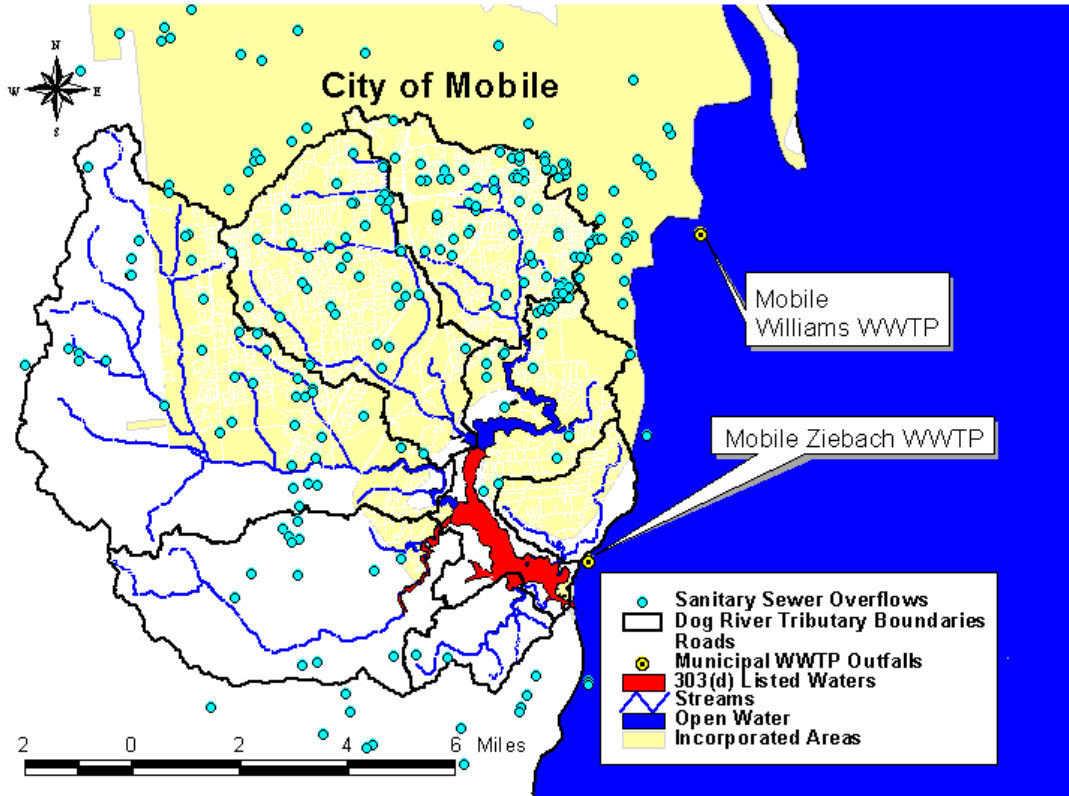 City of Mobile
N
W E
S
Mobile
Williams WWTP
Mobile Ziebach WWTP
Sanitary Sewer Overflows
Dog River Tributary Boundaries
Roads
Municipal WWTP Outfalls
303(d) Listed Waters
Streams
Open Water
Incorporated Areas
2 0 2 4 6 Miles